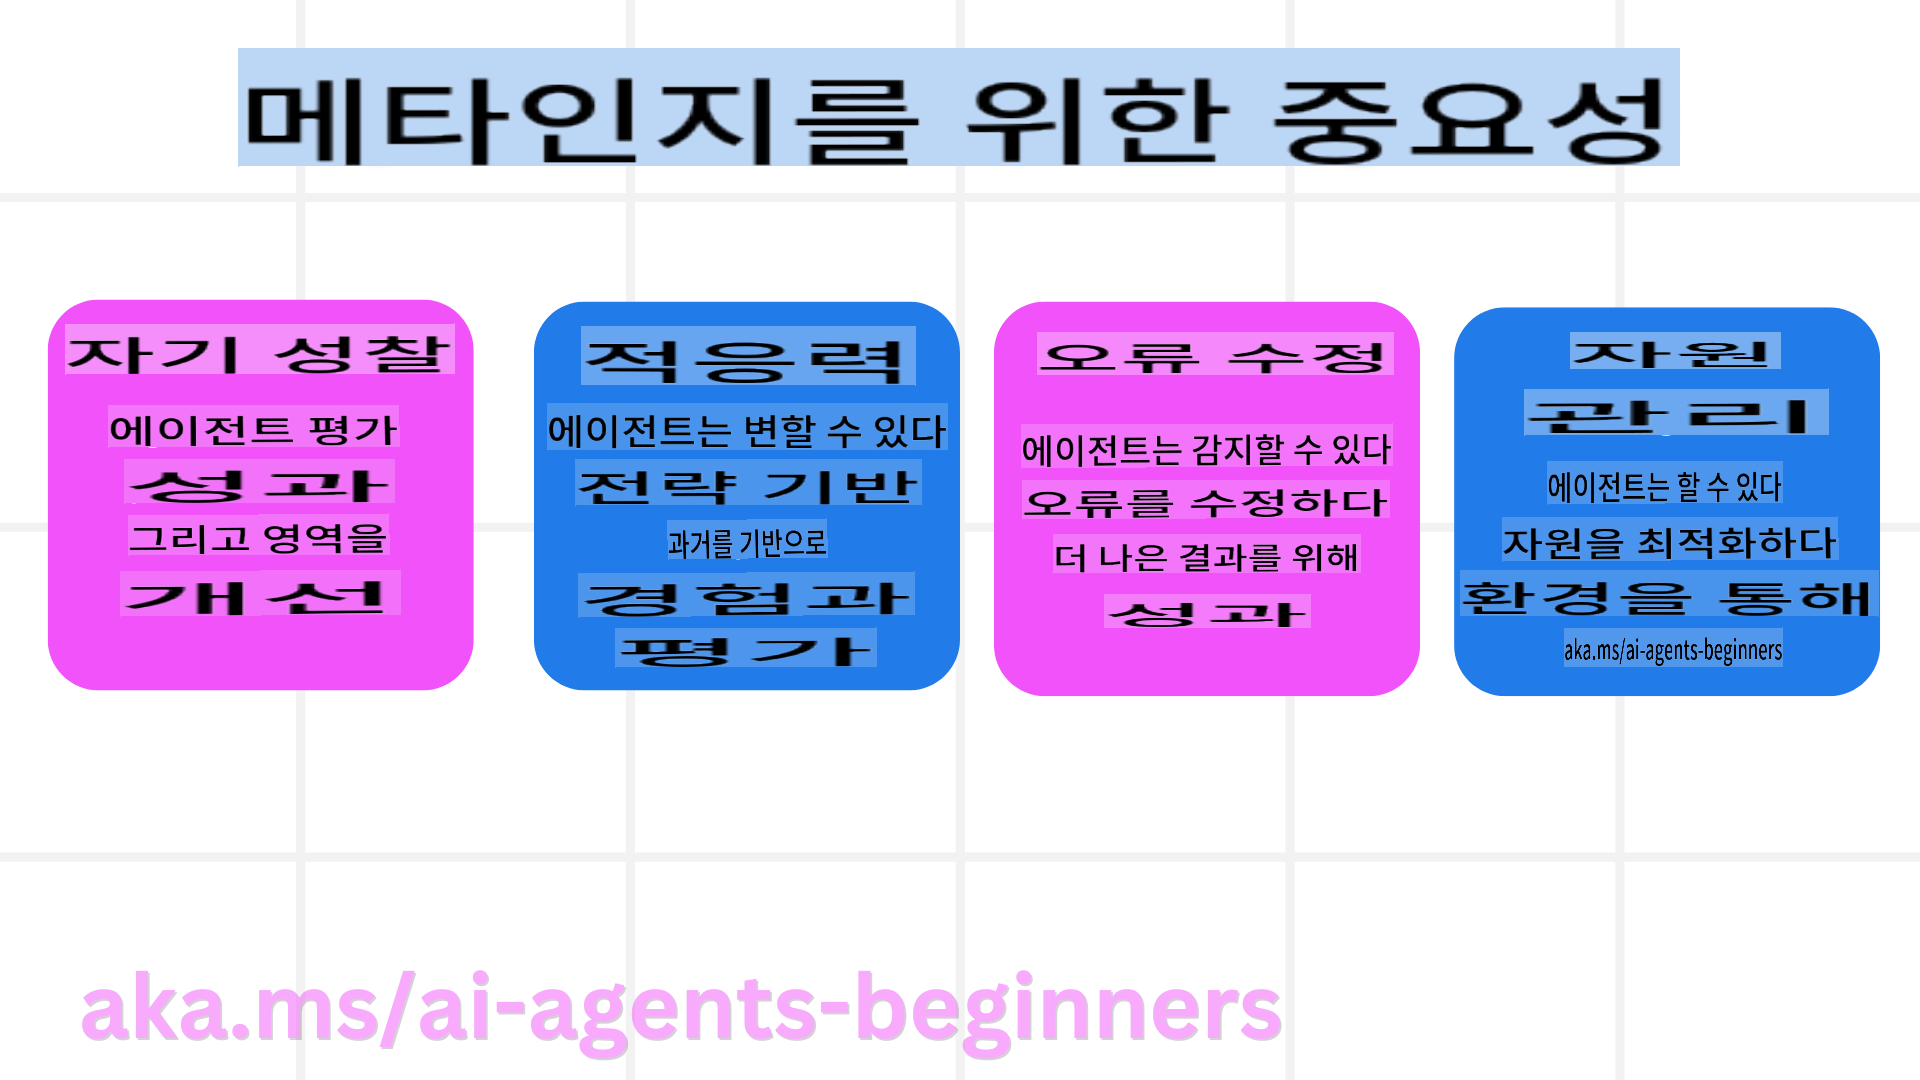 메타인지를 위한 중요성
자기 성찰
에이전트 평가
성과
그리고 영역을
개선
적응력
에이전트는 변할 수 있다
전략 기반
과거를 기반으로
경험과
평가
오류 수정
에이전트는 감지할 수 있다
오류를 수정하다
더 나은 결과를 위해
성과
자원
관리
에이전트는 할 수 있다
자원을 최적화하다
환경을 통해
aka.ms/ai-agents-beginners
aka.ms/ai-agents-beginners